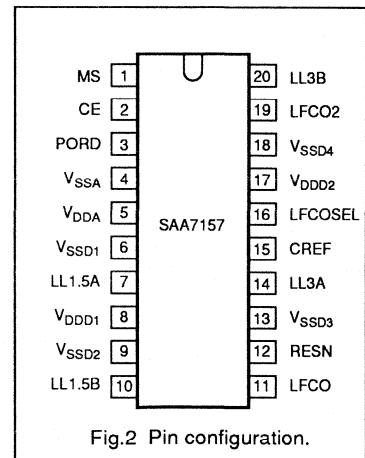 MS 1 20 LL3B
CE 2 19 LFCO2
PORD 3 18 VSSD4
VSSA 4 17 VDDD2
VDDA 5 16 LFCOSEL
SAA7157
VSSD1 6 15 CREF
LL1.5A 7 14 LL3A
VDDD1 8 13 VSSD3
VSSD2 9 12 RESN
LL1.5B 10 11 LFCO
Fig.2 Pin configuration.